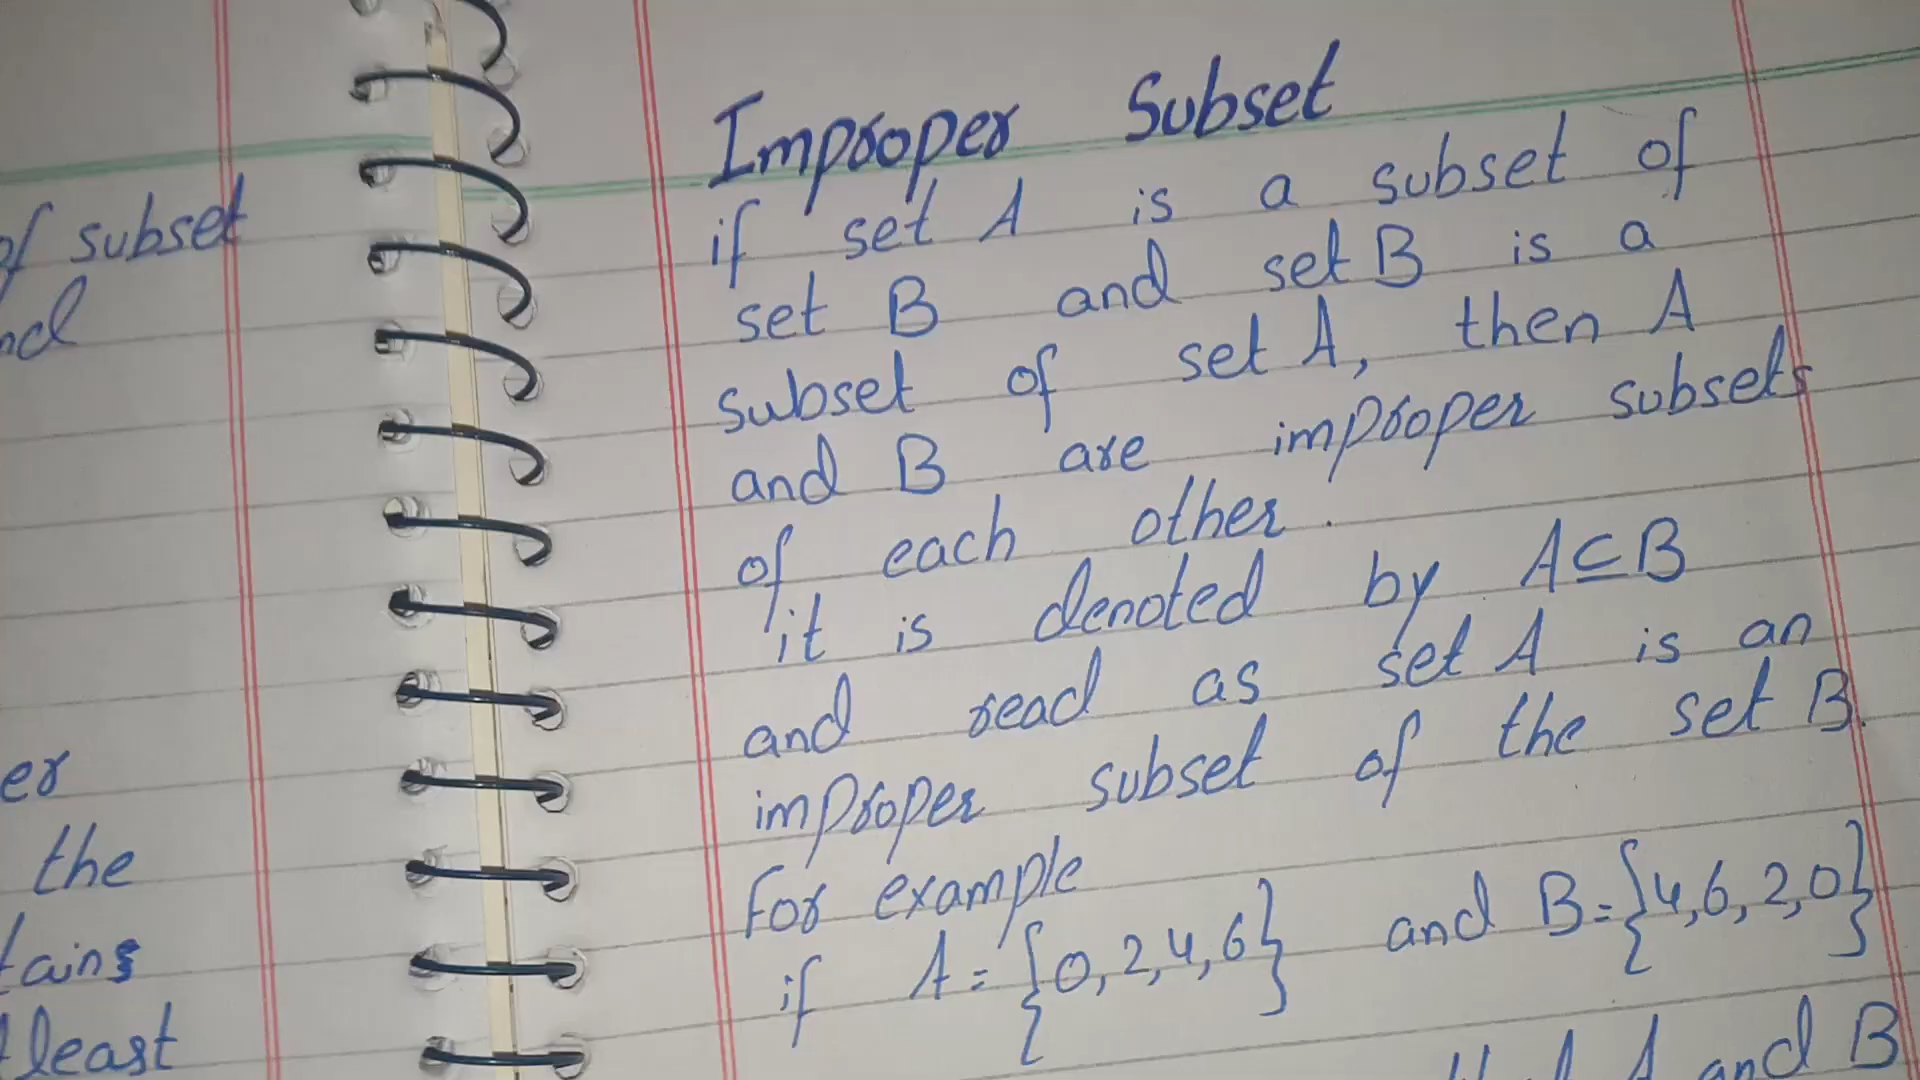 of subset
er
the
least
Improper Subset
if set A is a subset of
set B and set B is a
subset of set A, then A
and B are improper subsets
of each other.
it is denoted by A⊆B
and read as set A is an
improper subset of the set B.
For example
if A={0,2,4,6} and B={4,6,2,0}
A and B